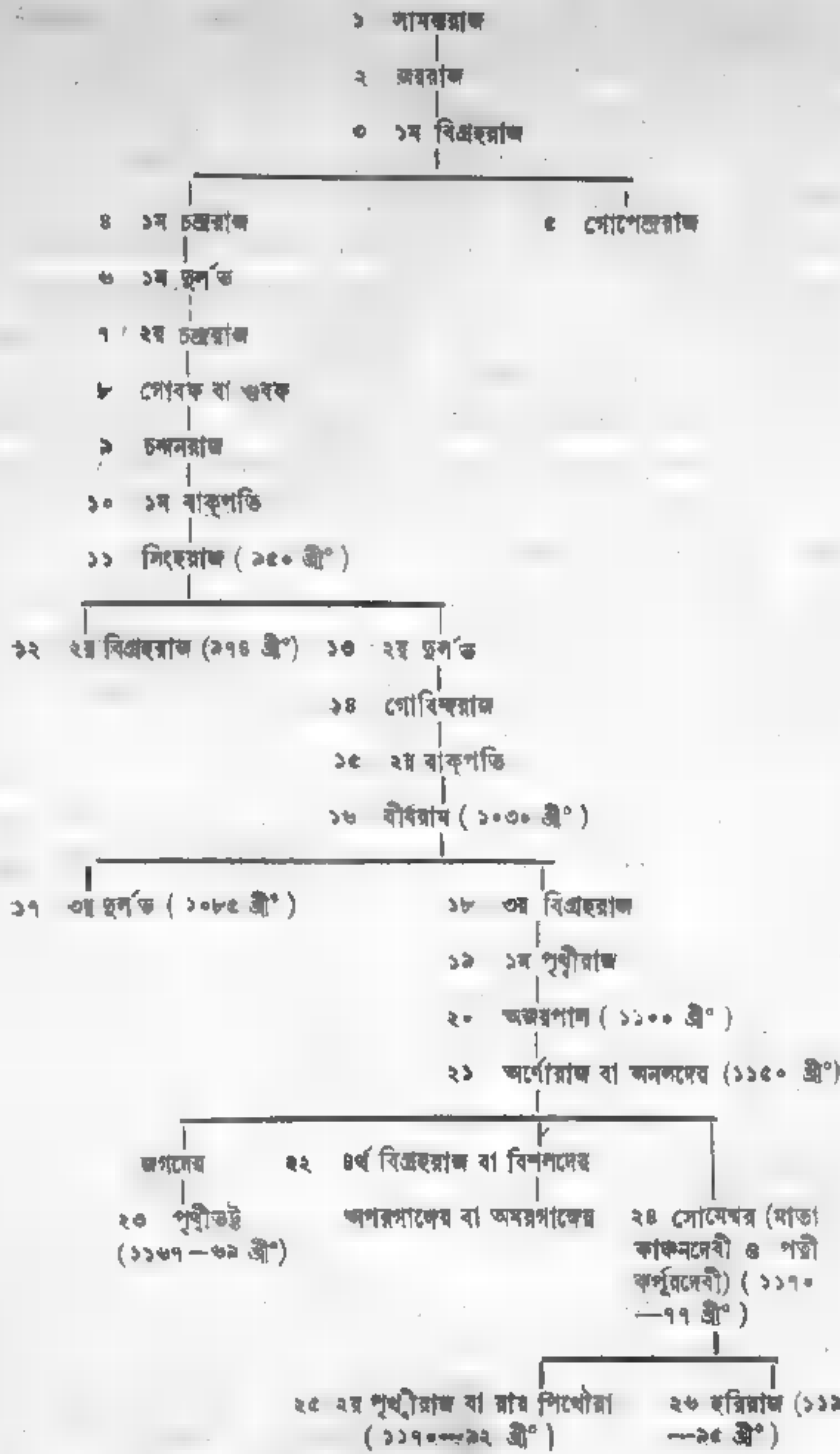 ১ সামন্তরাজ
২ জয়রাজ
৩ ১ম বিগ্রহরাজ
৪ ১ম চন্দ্ররাজ ৫ গোপেন্দ্ররাজ
৬ ১ম দুর্লভ
৭ ২য় চন্দ্ররাজ
৮ গোবক বা গুবক
৯ চন্দনরাজ
১০ ১ম বাক্‌পতি
১১ সিংহরাজ ( ৯৫০ খ্রী° )
১২ ২য় বিগ্রহরাজ (৯৭৪ খ্রী°) ১৩ ২য় দুর্লভ
১৪ গোবিন্দরাজ
১৫ ২য় বাক্‌পতি
১৬ বীর্যরাম ( ১০৩০ খ্রী° )
১৭ ৩য় দুর্লভ ( ১০৮৫ খ্রী° ) ১৮ ৩য় বিগ্রহরাজ
১৯ ১ম পৃথ্বীরাজ
২০ অজয়পাল ( ১১০০ খ্রী° )
২১ অর্ণোরাজ বা অনলদেব (১১৫০ খ্রী°)
জগদেব ২২ ৪র্থ বিগ্রহরাজ বা বিশলদেব
২৩ পৃথ্বীভট্ট অপরগাঙ্গেয় বা অমরগাঙ্গেয় ২৪ সোমেশ্বর (মাতা
(১১৬৭—৬৯ খ্রী°) কাঞ্চনদেবী ও পত্নী
কর্পূরদেবী) ( ১১৭০
—৭৭ খ্রী° )
২৫ ২য় পৃথ্বীরাজ বা রায় পিথৌরা ২৬ হরিরাজ (১১৯
( ১১৭০—৯২ খ্রী° ) —৯৫ খ্রী° )